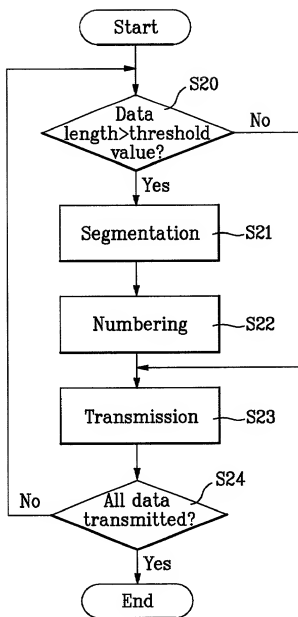 Start
S20
Data
length>threshold
value?
No
Yes
Segmentation
S21
Numbering
S22
Transmission
S23
S24
All data
transmitted?
No
Yes
End